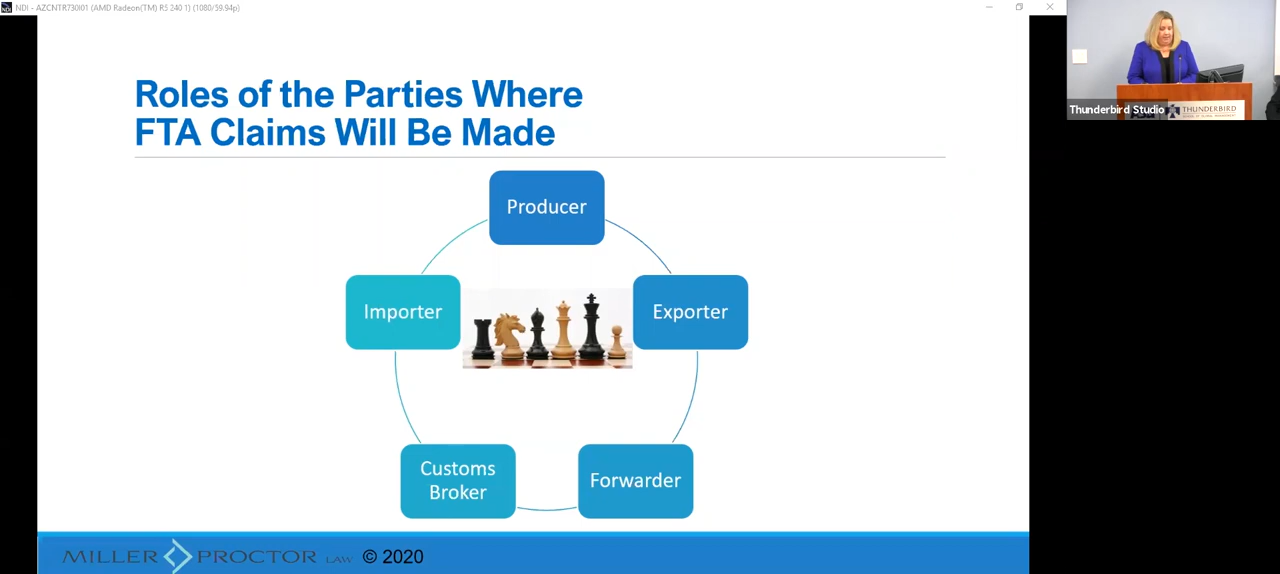 NDI - AZCNTR730I01 (AMD Radeon(TM) R5 240 1) (1080/59.94p)
Roles of the Parties Where
FTA Claims Will Be Made
Producer
Importer
Exporter
Customs
Broker
Forwarder
MILLER PROCTOR LAW © 2020
Thunderbird Studio
THUNDERBIRD